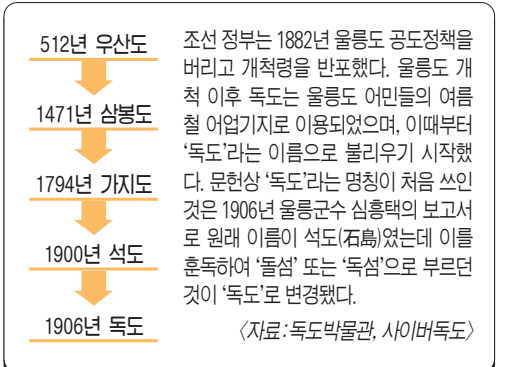 512년 우산도
1471년 삼봉도
1794년 가지도
1900년 석도
1906년 독도
조선 정부는 1882년 울릉도 공도정책을
버리고 개척령을 반포했다. 울릉도 개
척 이후 독도는 울릉도 어민들의 여름
철 어업기지로 이용되었으며, 이때부터
‘독도’라는 이름으로 불리우기 시작했
다. 문헌상 ‘독도’라는 명칭이 처음 쓰인
것은 1906년 울릉군수 심흥택의 보고서
로 원래 이름이 석도(石島)였는데 이를
훈독하여 ‘돌섬’ 또는 ‘독섬’으로 부르던
것이 ‘독도’로 변경됐다.
〈자료:독도박물관, 사이버독도〉